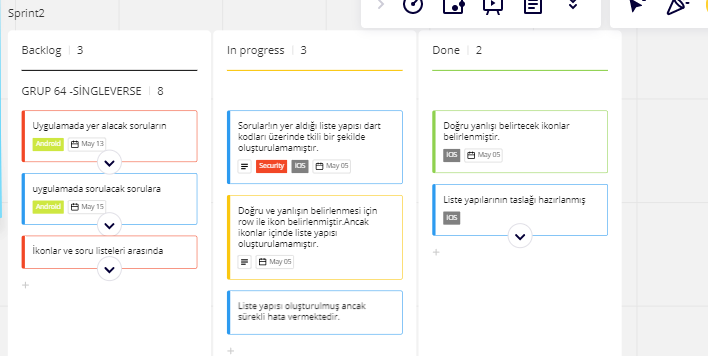 Sprint2
Backlog 3
In progress 3
Done 2
GRUP 64 -SİNGLEVERSE 8
Uygulamada yer alacak soruların
Android May 13
uygulamada sorulacak sorulara
Android May 15
İkonlar ve soru listeleri arasında
Sorular!ın yer aldığı liste yapısı dart
kodları üzerinde tkili bir şekilde
oluşturulamamıştır.
Security iOS May 05
Doğru ve yanlışın belirlenmesi için
row ile ikon belirlenmiştir.Ancak
ikonlar içinde liste yapısı
oluşturulamamıştır.
May 05
Liste yapısı oluşturulmuş ancak
sürekli hata vermektedir.
Doğru yanlışı belirtecek ikonlar
belirlenmiştir.
iOS May 05
Liste yapılarının taslağı hazırlanmış
iOS